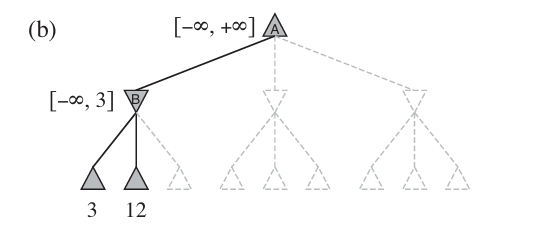 (b)
[−∞, +∞] A
[−∞, 3] B
3 12